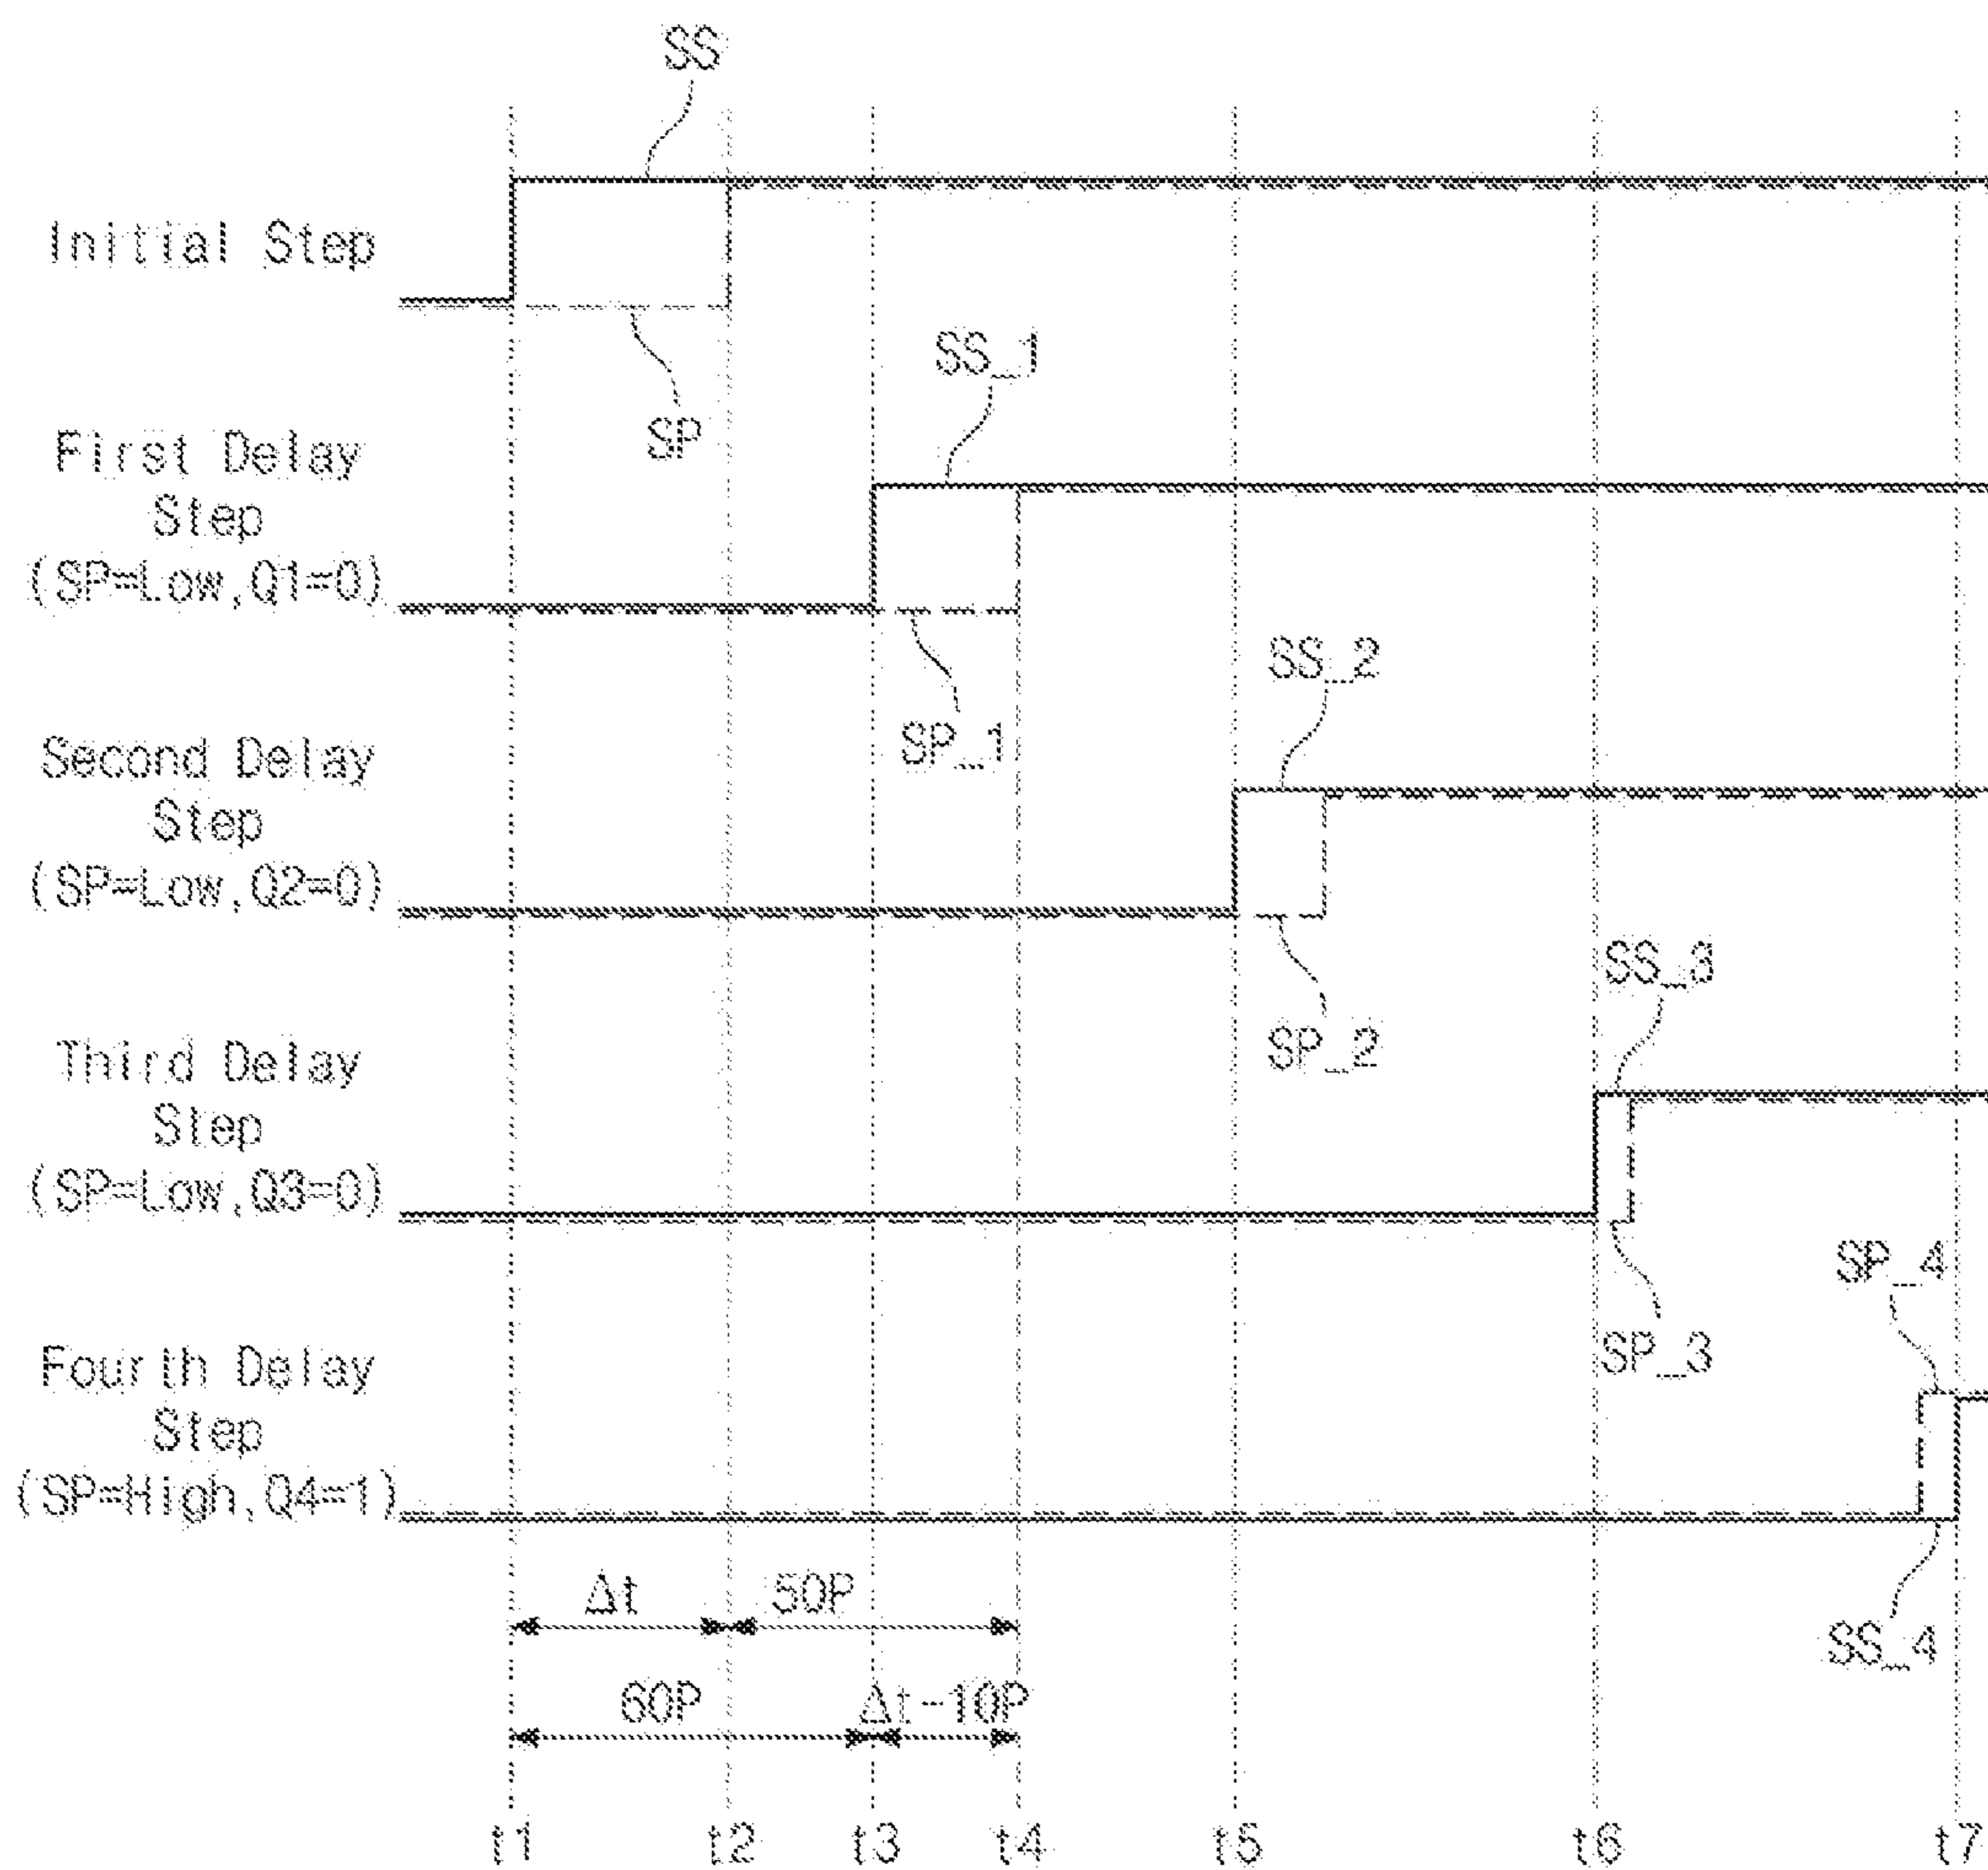 SS
Initial Step
SP
SS_1
First Delay
Step
(SP=Low,Q1=0)
SP_1
SS_2
Second Delay
Step
(SP=Low,Q2=0)
SP_2
SS_3
Third Delay
Step
(SP=Low,Q3=0)
SP_3
SP_4
Fourth Delay
Step
(SP=High,Q4=1)
SS_4
Δt 50P
60P Δt-10P
t1 t2 t3 t4 t5 t6 t7